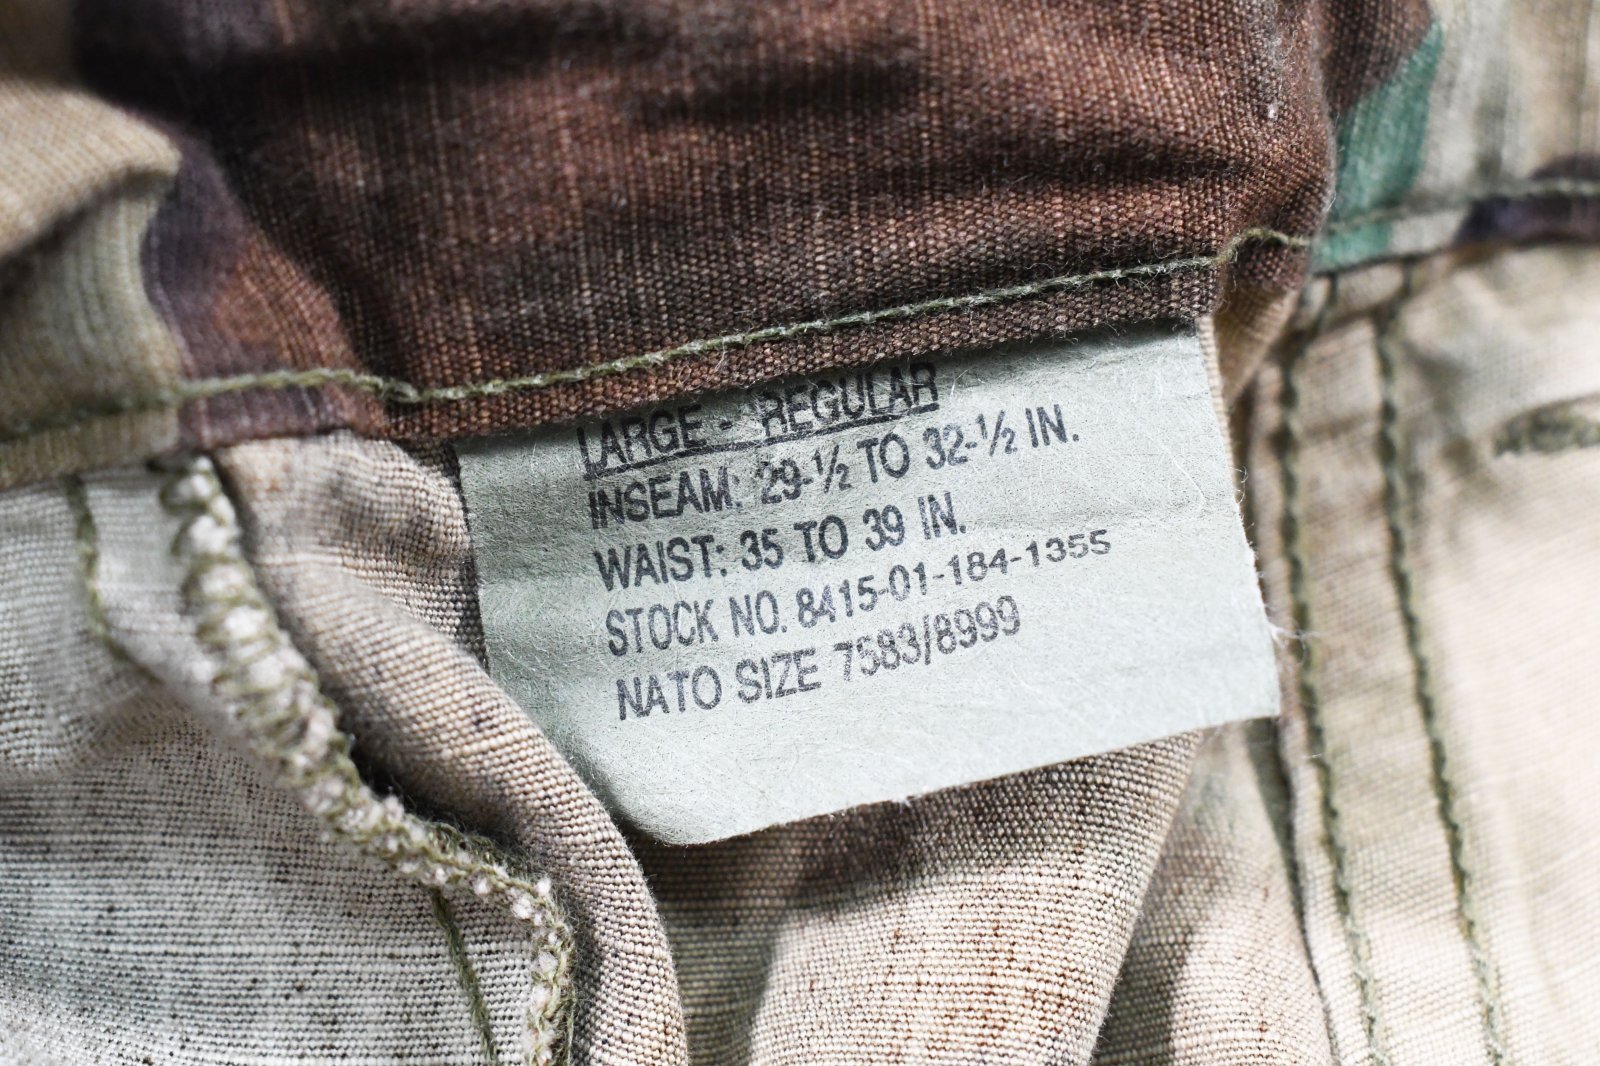 LARGE - REGULAR
INSEAM: 29-½ TO 32-½ IN.
WAIST: 35 TO 39 IN.
STOCK NO. 8415-01-184-1355
NATO SIZE 7583/8999